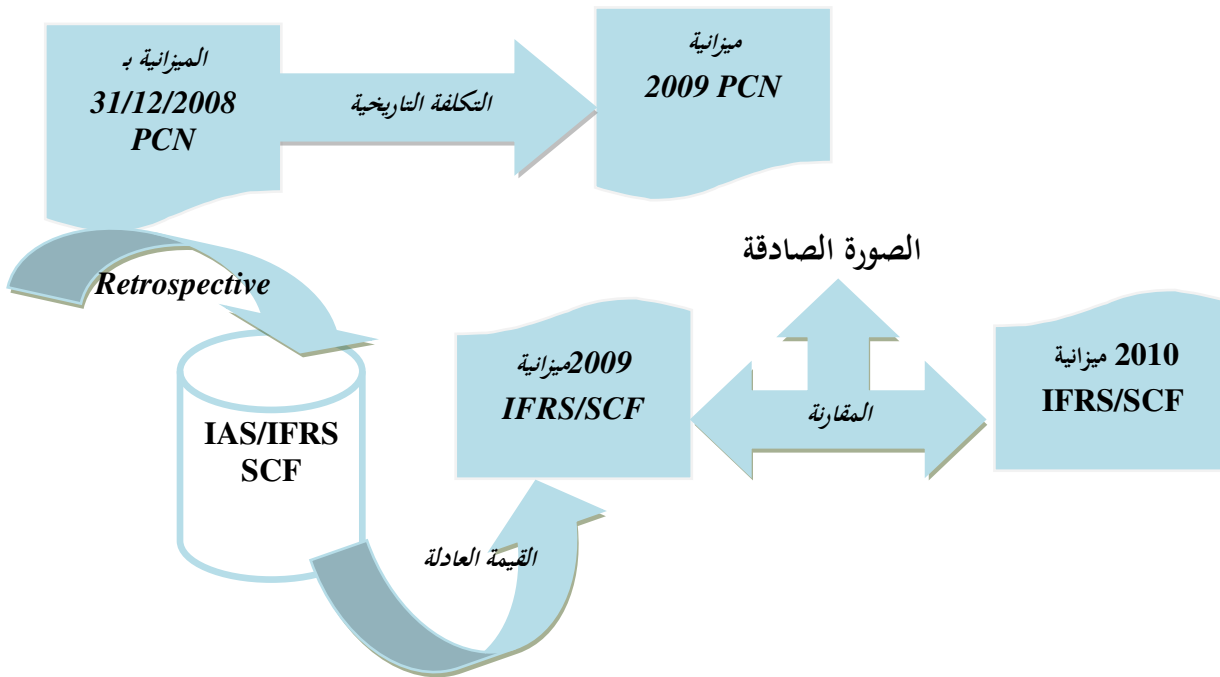 الميزانية بـ
31/12/2008
PCN
التكلفة التاريخية
ميزانية
2009 PCN
Retrospective
IAS/IFRS
SCF
القيمة العادلة
2009ميزانية
IFRS/SCF
الصورة الصادقة
المقارنة
2010 ميزانية
IFRS/SCF